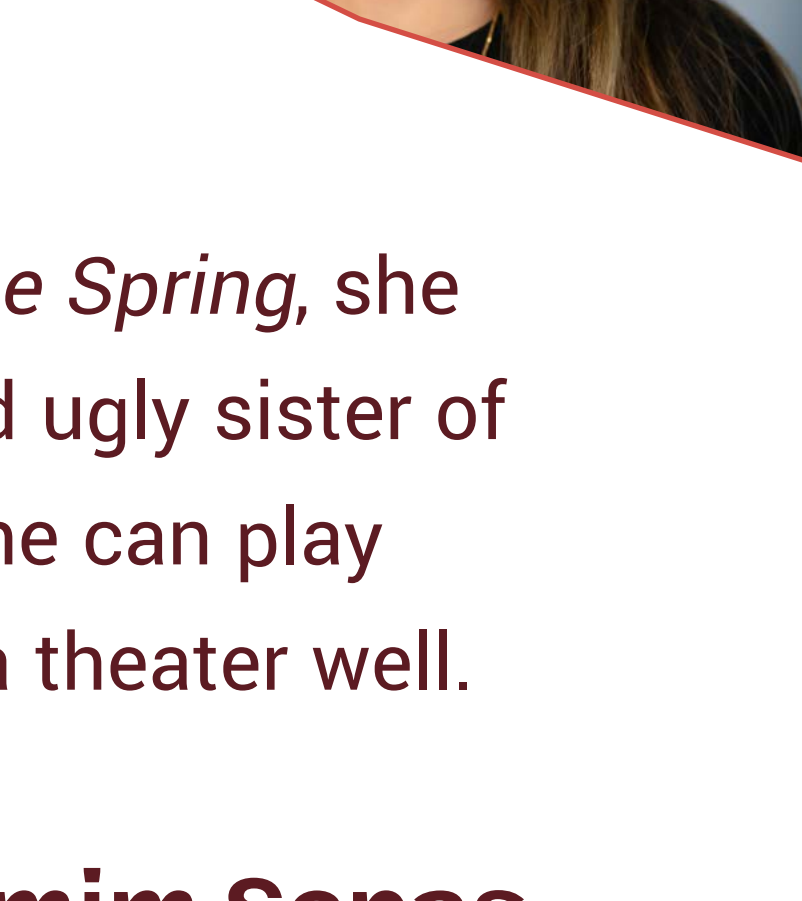 e Spring, she
d ugly sister of
he can play
a theater well.